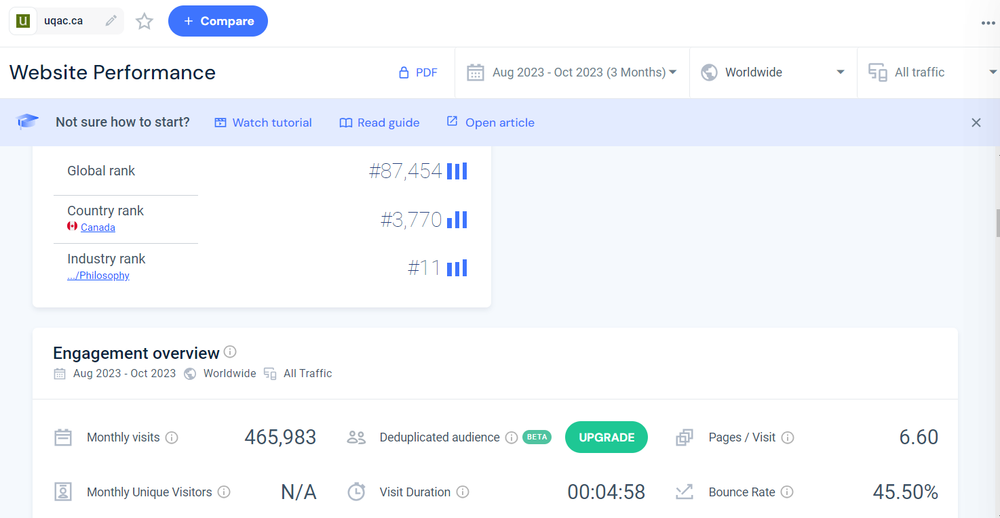 u uqac.ca + Compare
Website Performance PDF Aug 2023 - Oct 2023 (3 Months) Worldwide All traffic
Not sure how to start? Watch tutorial Read guide Open article
Global rank #87,454
Country rank #3,770
Canada
Industry rank #11
.../Philosophy
Engagement overview
Aug 2023 - Oct 2023 Worldwide All Traffic
Monthly visits 465,983 Deduplicated audience BETA UPGRADE Pages / Visit 6.60
Monthly Unique Visitors N/A Visit Duration 00:04:58 Bounce Rate 45.50%